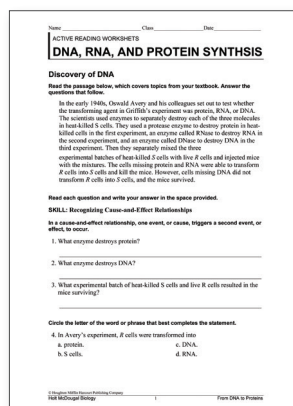 Name Class Date
ACTIVE READING WORKSHEETS
DNA, RNA, AND PROTEIN SYNTHSIS
Discovery of DNA
Read the passage below, which covers topics from your textbook. Answer the
questions that follow.
In the early 1940s, Oswald Avery and his colleagues set out to test whether
the transforming agent in Griffith's experiment was protein, RNA, or DNA.
The scientists used enzymes to separately destroy each of the three molecules
in heat-killed S cells. They used a protease enzyme to destroy protein in heat-
killed cells in the first experiment, an enzyme called RNase to destroy RNA in
the second experiment, and an enzyme called DNase to destroy DNA in the
third experiment. Then they separately mixed the three
experimental batches of heat-killed S cells with live R cells and injected mice
with the mixtures. The cells missing protein and RNA were able to transform
R cells into S cells and kill the mice. However, cells missing DNA did not
transform R cells into S cells, and the mice survived.
Read each question and write your answer in the space provided.
SKILL: Recognizing Cause-and-Effect Relationships
In a cause-and-effect relationship, one event, or cause, triggers a second event, or
effect, to occur.
1. What enzyme destroys protein?
2. What enzyme destroys DNA?
3. What experimental batch of heat-killed S cells and live R cells resulted in the
mice surviving?
Circle the letter of the word or phrase that best completes the statement.
4. In Avery's experiment, R cells were transformed into
a. protein. c. DNA.
b. S cells. d. RNA.
© Houghton Mifflin Harcourt Publishing Company
Holt McDougal Biology 1 From DNA to Proteins